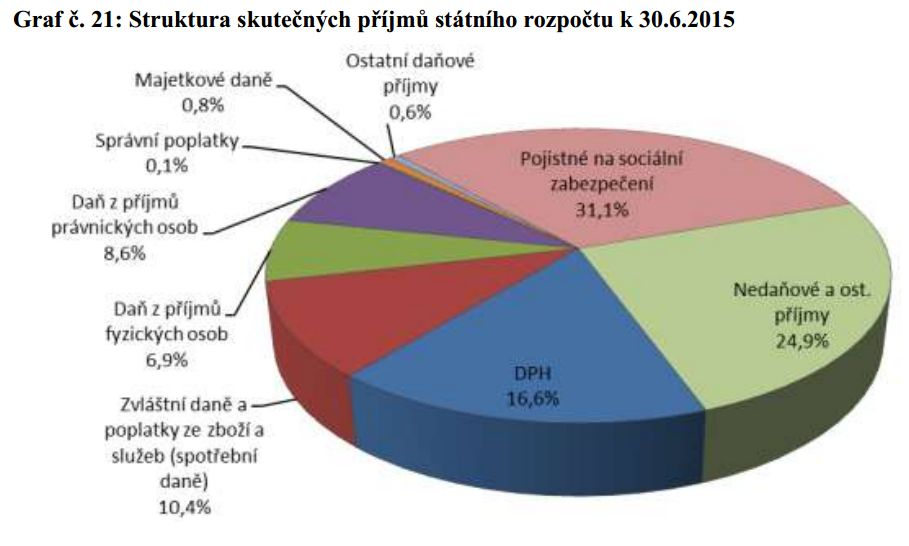 Graf č. 21: Struktura skutečných příjmů státního rozpočtu k 30.6.2015
Ostatní daňové
příjmy
0,6%
Majetkové daně
0,8%
Správní poplatky
0,1%
Daň z příjmů
právnických osob
8,6%
Daň z příjmů
fyzických osob
6,9%
Zvláštní daně a
poplatky ze zboží a
služeb (spotřební
daně)
10,4%
DPH
16,6%
Nedaňové a ost.
příjmy
24,9%
Pojistné na sociální
zabezpečení
31,1%